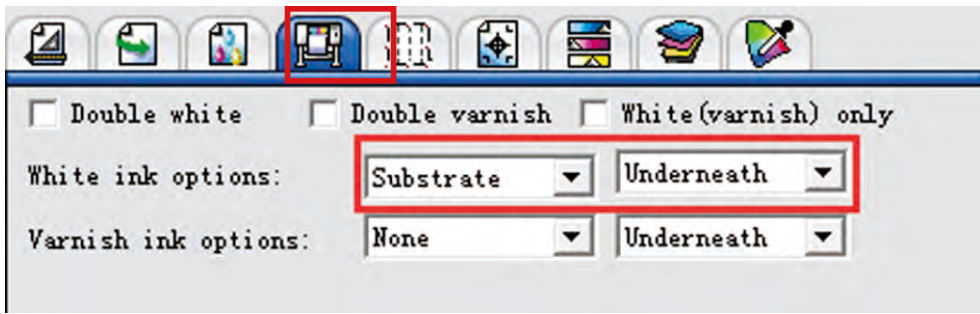 Double white Double varnish White(varnish) only
White ink options: Substrate Underneath
Varnish ink options: None Underneath